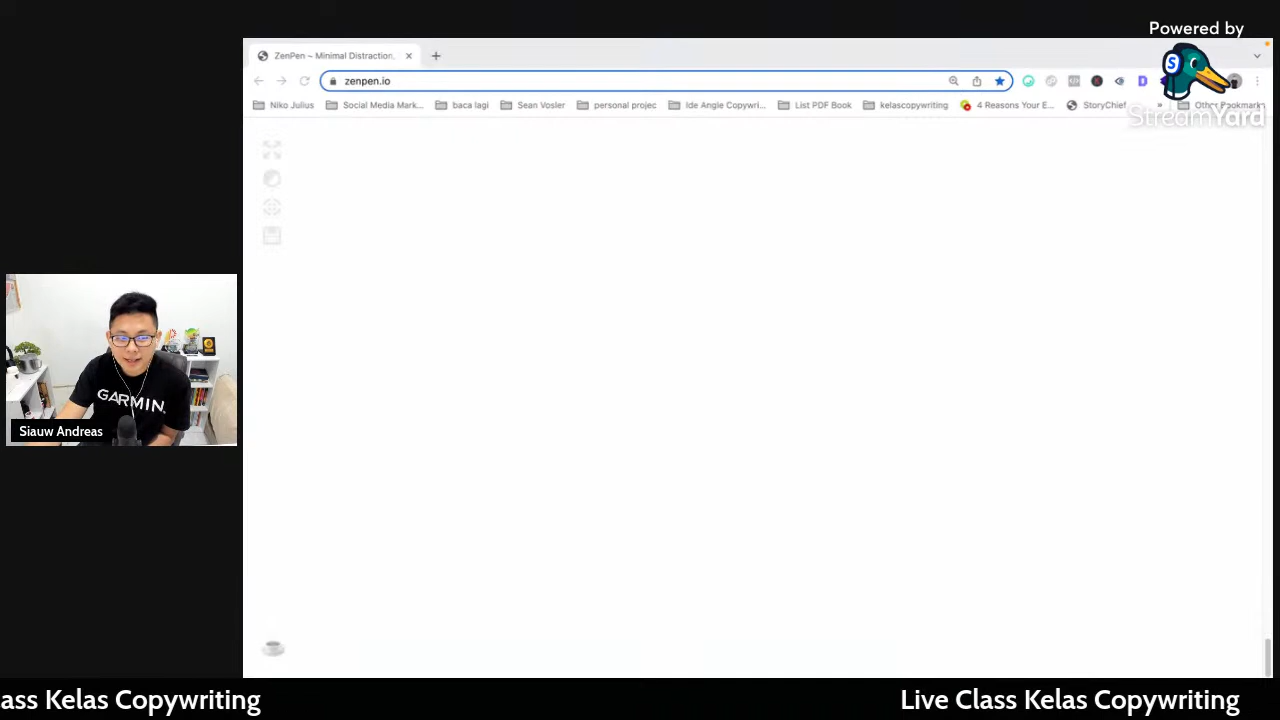 Powered by
StreamYard
ZenPen ~ Minimal Distraction,
zenpen.io
Niko Julius
Social Media Mark...
baca lagi
Sean Vosler
personal projec
Ide Angle Copywri...
List PDF Book
kelascopywriting
4 Reasons Your E...
StoryChief
»
Other Bookmarks
GARMIN
Siauw Andreas
ass Kelas Copywriting
Live Class Kelas Copywriting